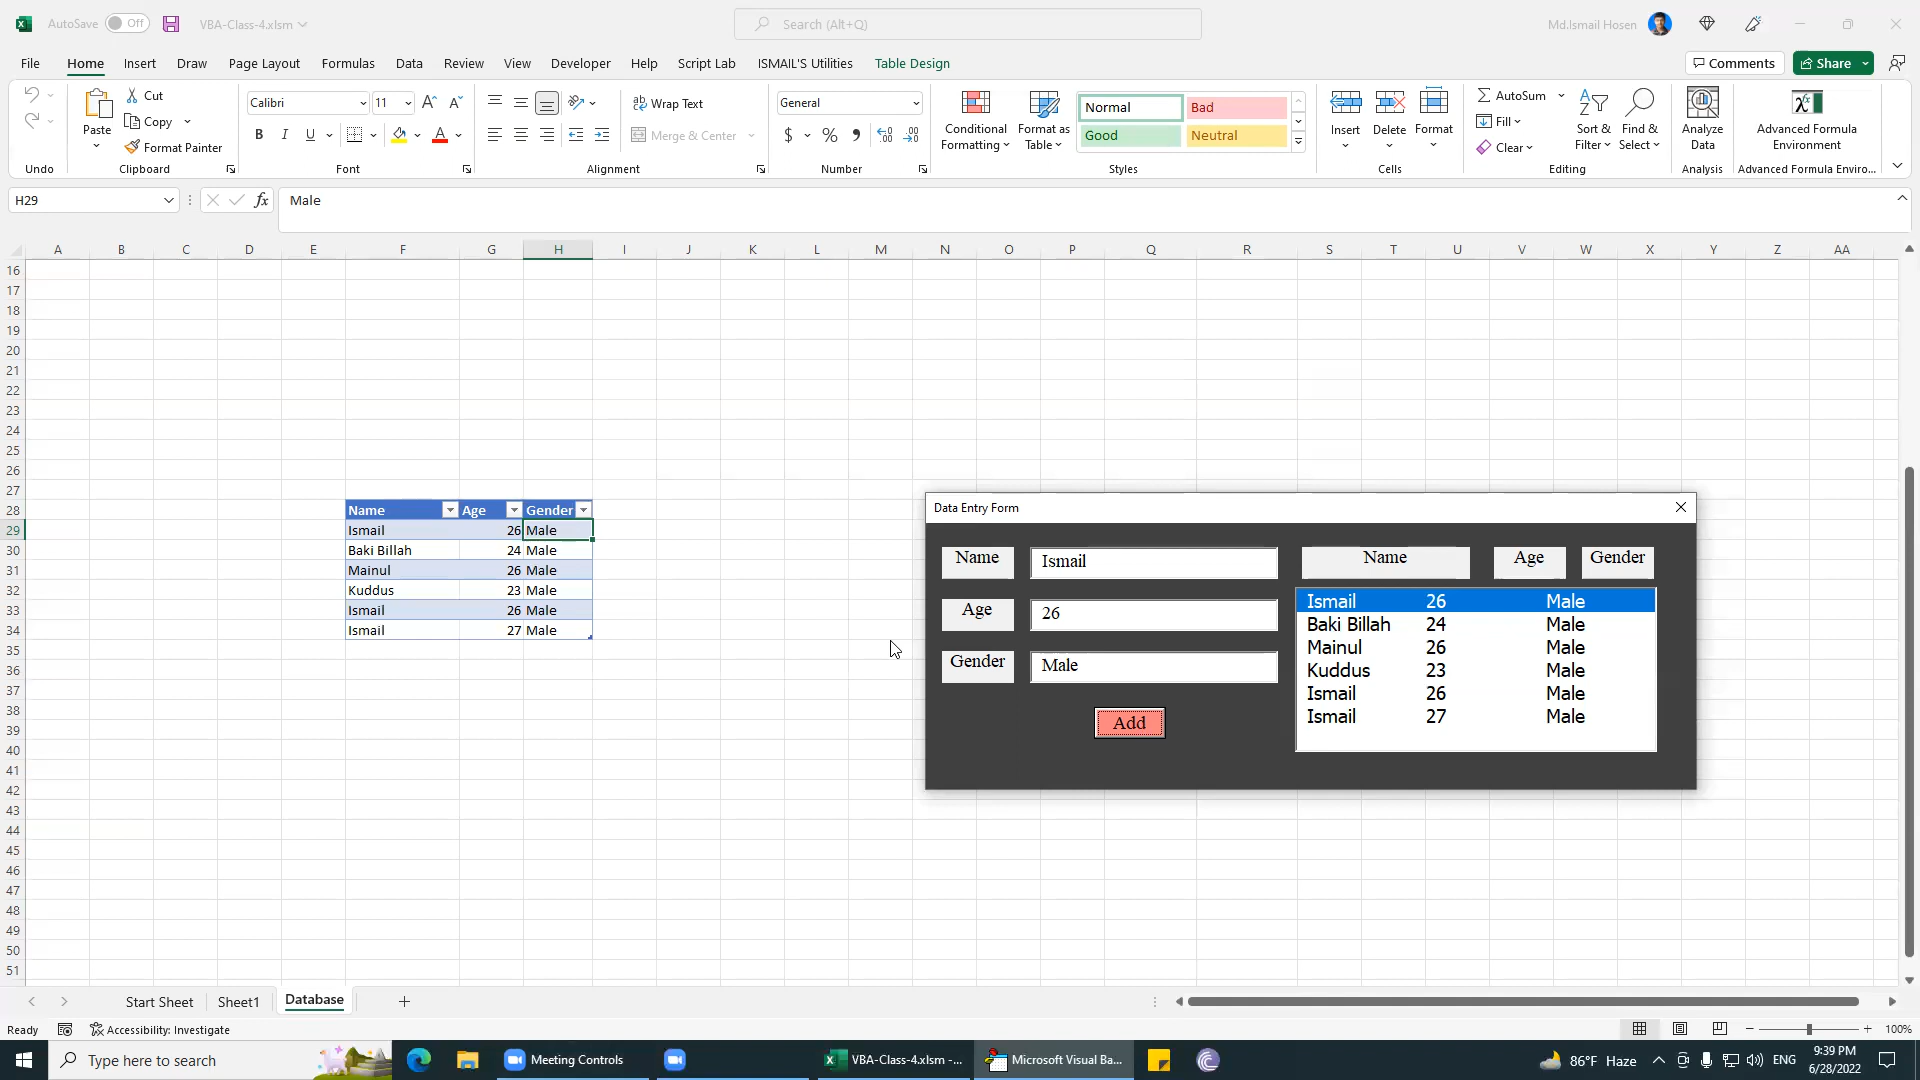 AutoSave Off VBA-Class-4.xlsm Search (Alt+Q) Md.Ismail Hosen
File Home Insert Draw Page Layout Formulas Data Review View Developer Help Script Lab ISMAIL'S Utilities Table Design Comments Share
Cut
Copy
Format Painter
Paste
Undo
Clipboard
Calibri 11
B I U
Font
Wrap Text
Merge & Center
Alignment
General
$ % ,
Number
Conditional Formatting
Format as Table
Normal Bad
Good Neutral
Styles
Insert Delete Format
Cells
AutoSum
Fill
Clear
Sort & Filter
Find & Select
Editing
Analyze Data
Analysis
Advanced Formula Environment
Advanced Formula Enviro...
H29 fx Male
A B C D E F G H I J K L M N O P Q R S T U V W X Y Z AA
16
17
18
19
20
21
22
23
24
25
26
27
28 Name Age Gender
29 Ismail 26 Male
30 Baki Billah 24 Male
31 Mainul 26 Male
32 Kuddus 23 Male
33 Ismail 26 Male
34 Ismail 27 Male
35
36
37
38
39
40
41
42
43
44
45
46
47
48
49
50
51
Data Entry Form
Name Ismail
Age 26
Gender Male
Add
Name Age Gender
Ismail 26 Male
Baki Billah 24 Male
Mainul 26 Male
Kuddus 23 Male
Ismail 26 Male
Ismail 27 Male
Start Sheet Sheet1 Database
Ready Accessibility: Investigate 100%
Type here to search Meeting Controls VBA-Class-4.xlsm -... Microsoft Visual Ba... 86°F Haze ENG 9:39 PM
6/28/2022